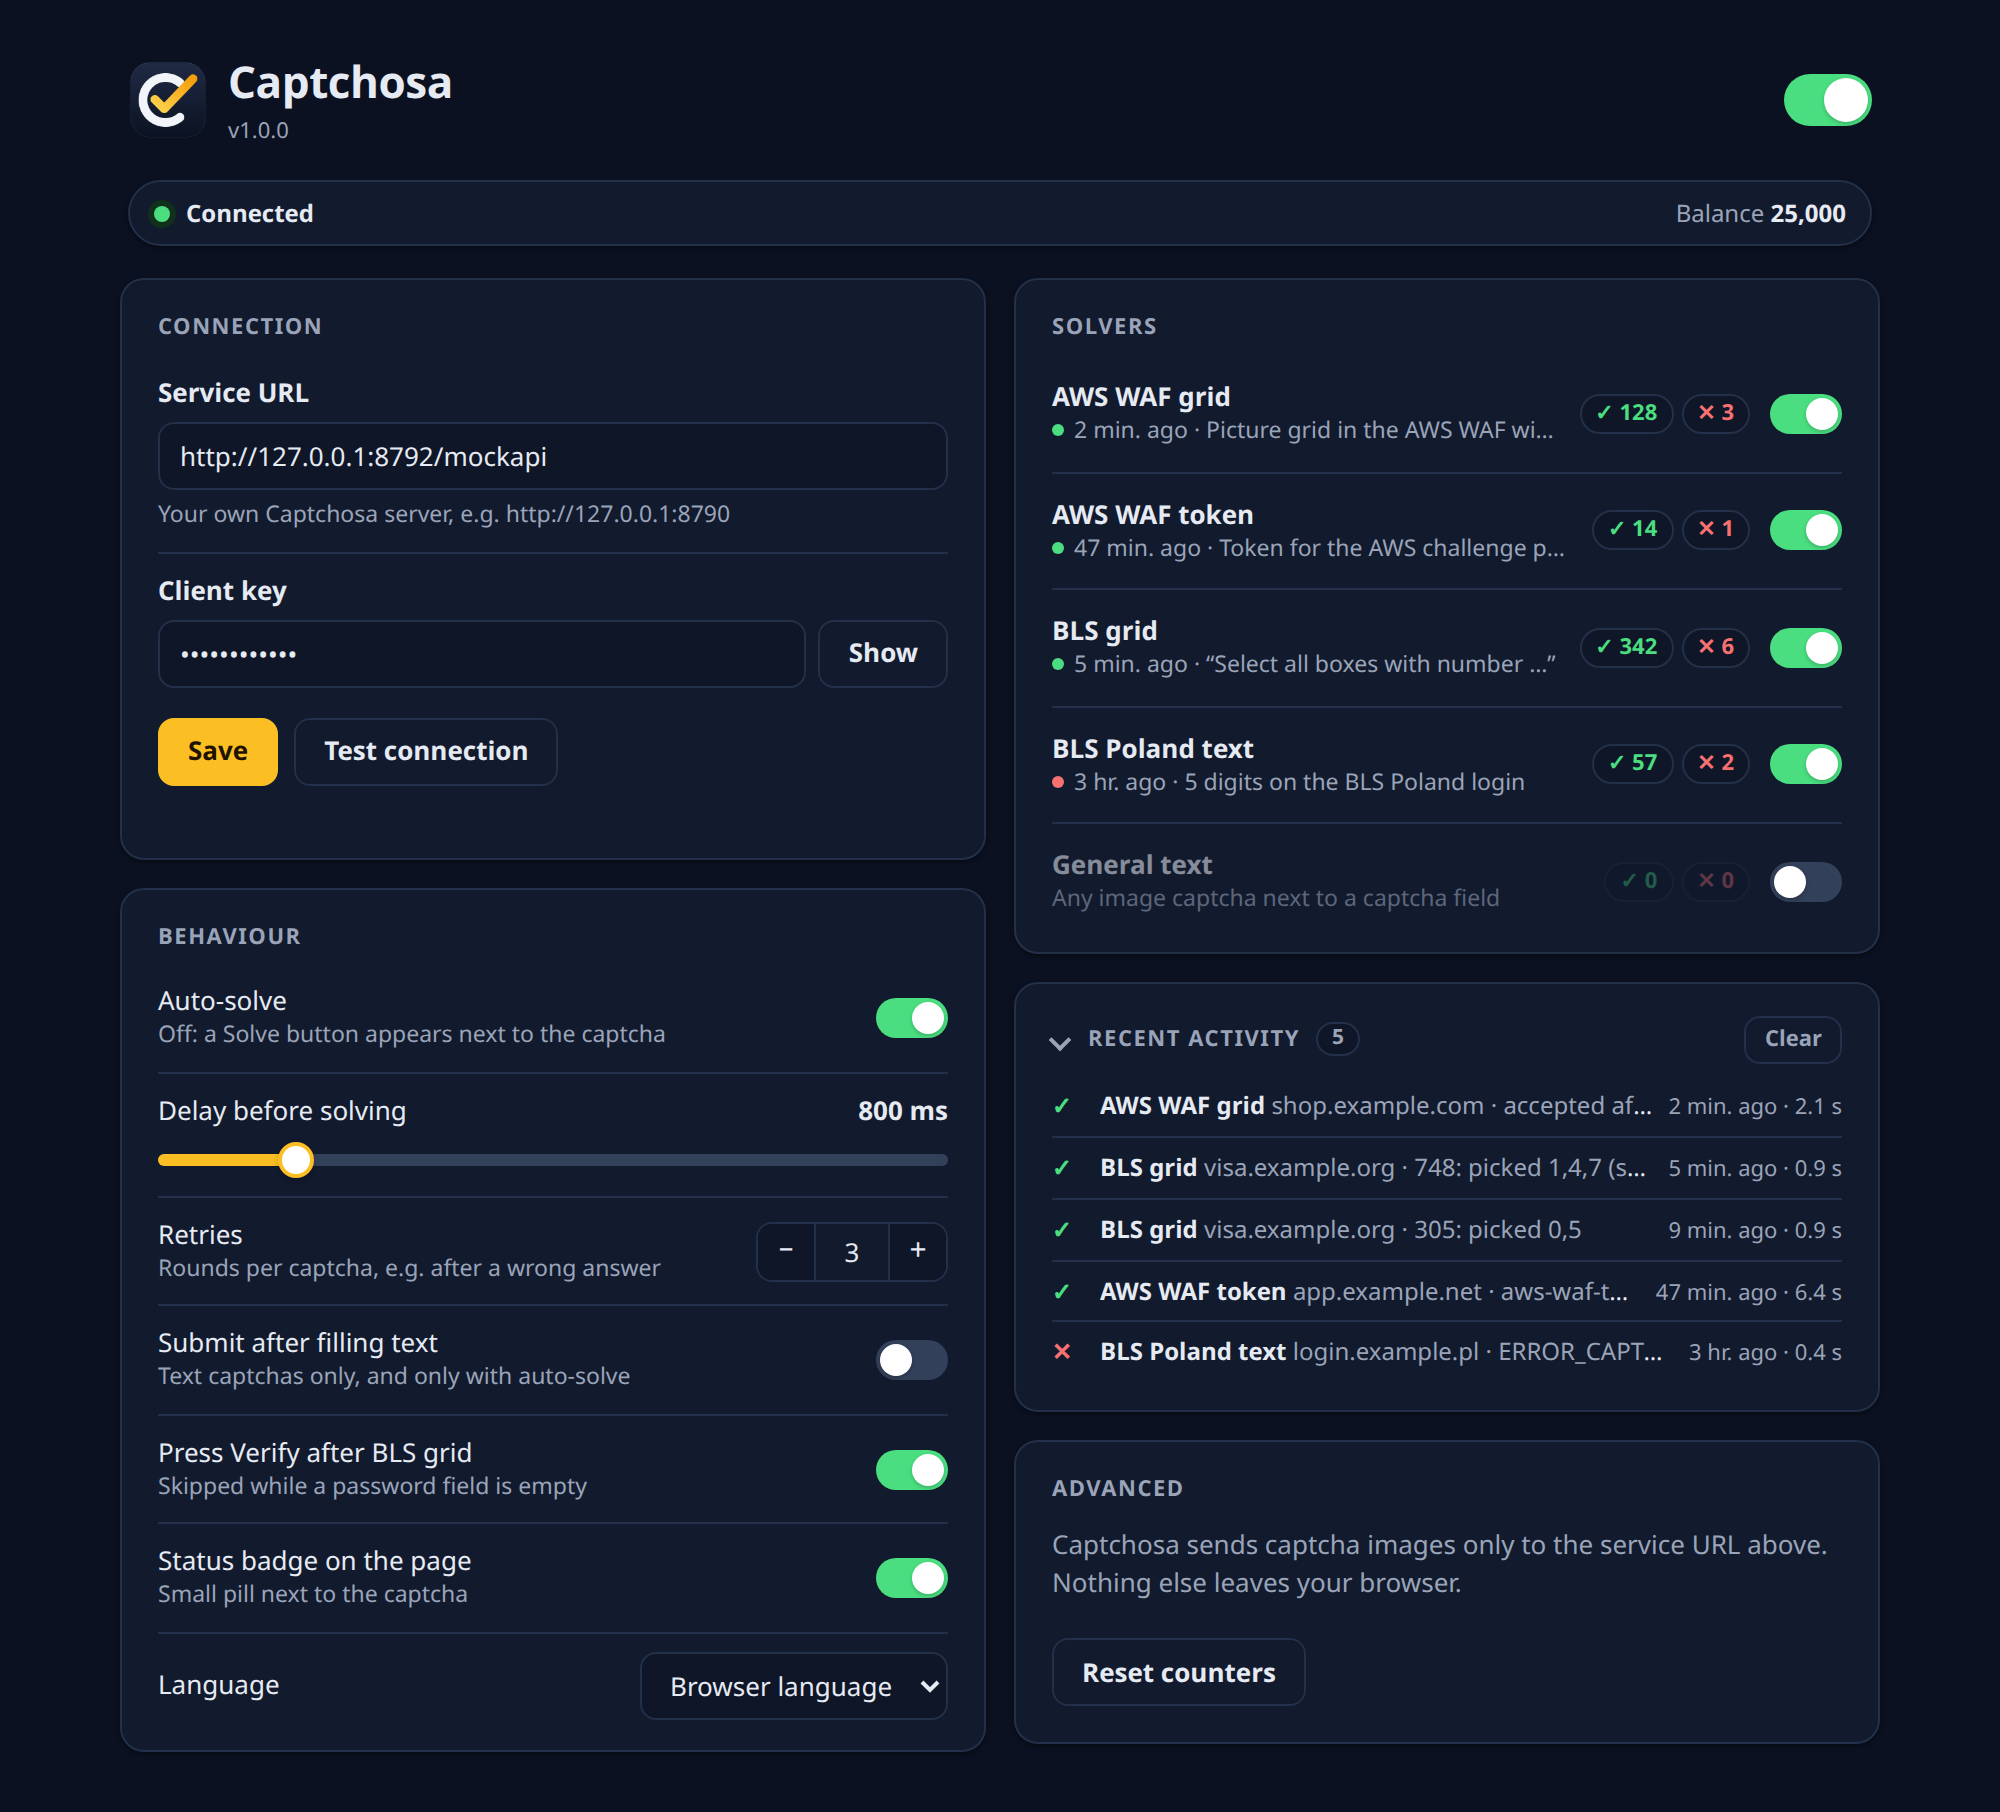 Captchosa
v1.0.0
Connected
Balance 25,000
CONNECTION
Service URL
http://127.0.0.1:8792/mockapi
Your own Captchosa server, e.g. http://127.0.0.1:8790
Client key
••••••••••••
Show
Save
Test connection
BEHAVIOUR
Auto-solve
Off: a Solve button appears next to the captcha
Delay before solving
800 ms
Retries
Rounds per captcha, e.g. after a wrong answer
− 3 +
Submit after filling text
Text captchas only, and only with auto-solve
Press Verify after BLS grid
Skipped while a password field is empty
Status badge on the page
Small pill next to the captcha
Language
Browser language
SOLVERS
AWS WAF grid
2 min. ago · Picture grid in the AWS WAF wi…
✓ 128 ✕ 3
AWS WAF token
47 min. ago · Token for the AWS challenge p…
✓ 14 ✕ 1
BLS grid
5 min. ago · “Select all boxes with number …”
✓ 342 ✕ 6
BLS Poland text
3 hr. ago · 5 digits on the BLS Poland login
✓ 57 ✕ 2
General text
Any image captcha next to a captcha field
✓ 0 ✕ 0
RECENT ACTIVITY 5
Clear
✓ AWS WAF grid shop.example.com · accepted af… 2 min. ago · 2.1 s
✓ BLS grid visa.example.org · 748: picked 1,4,7 (s… 5 min. ago · 0.9 s
✓ BLS grid visa.example.org · 305: picked 0,5 9 min. ago · 0.9 s
✓ AWS WAF token app.example.net · aws-waf-t… 47 min. ago · 6.4 s
✕ BLS Poland text login.example.pl · ERROR_CAPT… 3 hr. ago · 0.4 s
ADVANCED
Captchosa sends captcha images only to the service URL above.
Nothing else leaves your browser.
Reset counters